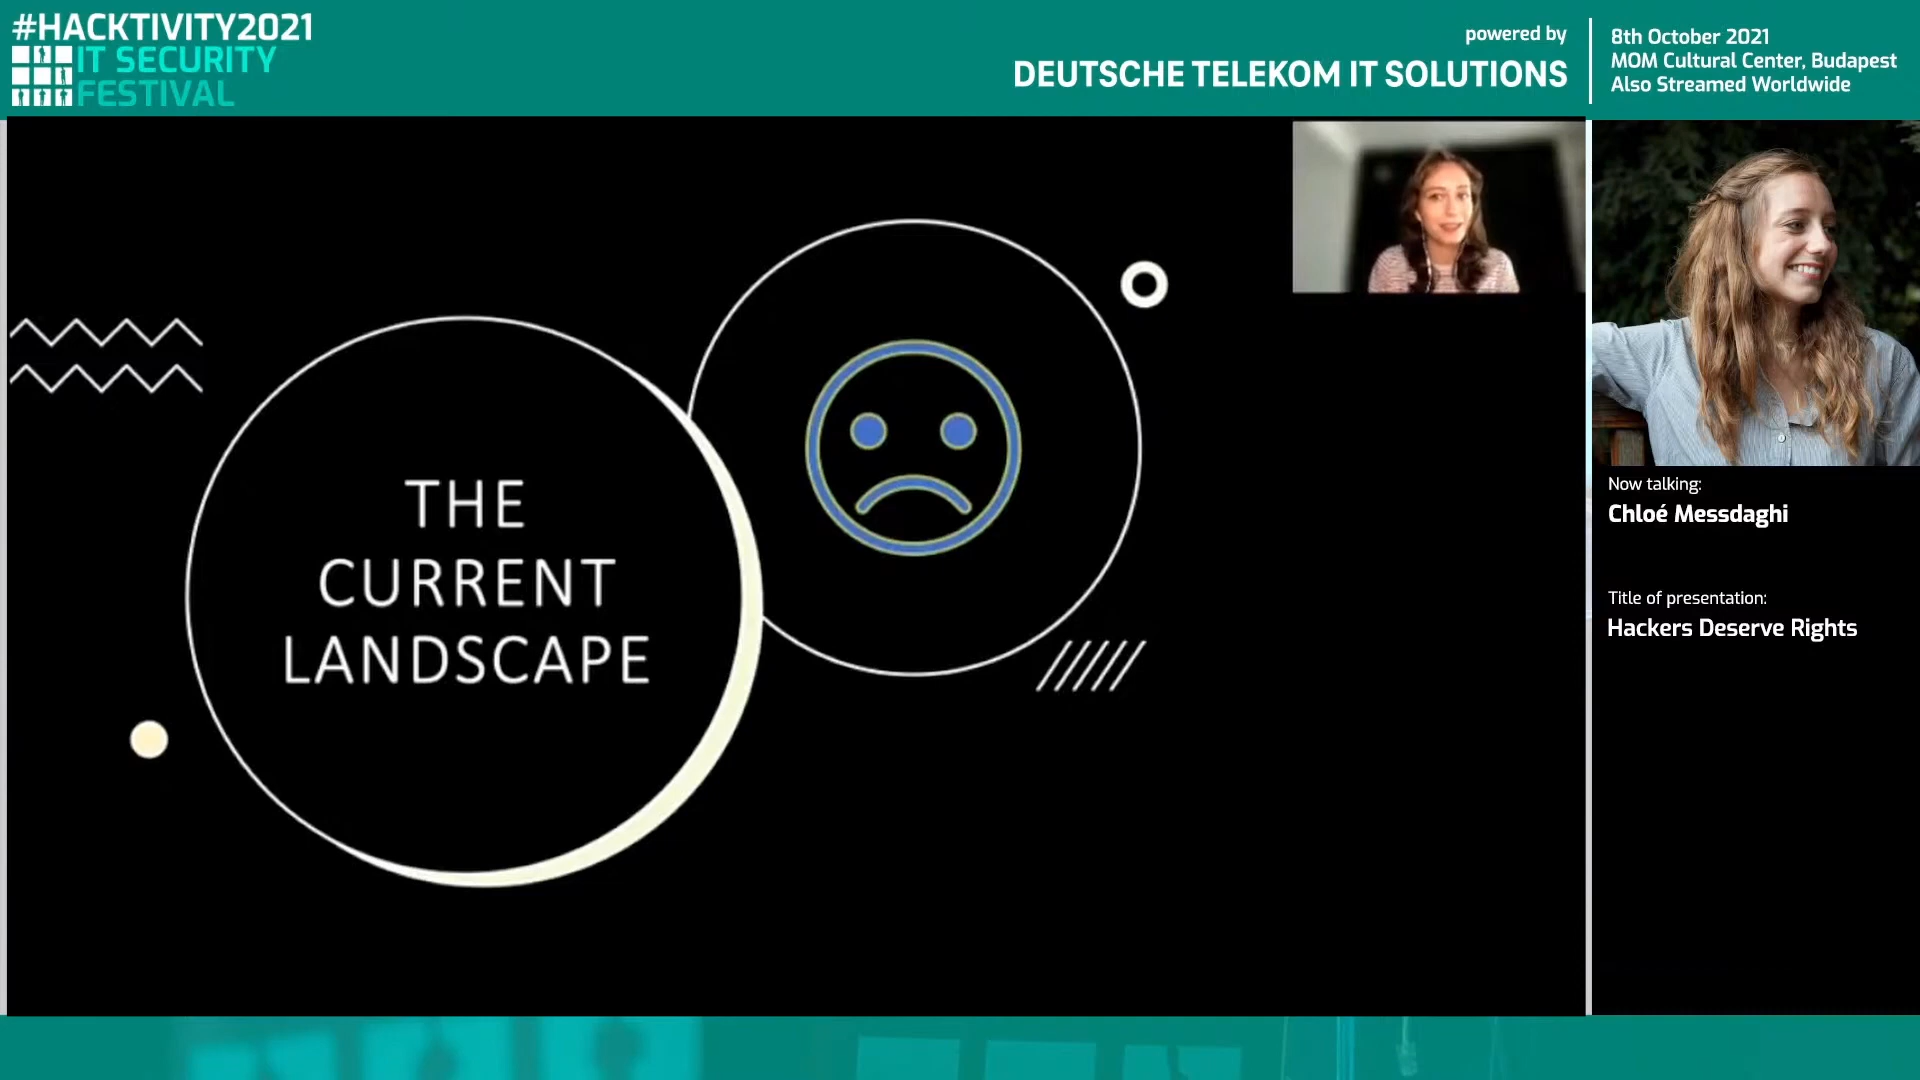 #HACKTIVITY2021
IT SECURITY
FESTIVAL
powered by
DEUTSCHE TELEKOM IT SOLUTIONS
8th October 2021
MOM Cultural Center, Budapest
Also Streamed Worldwide
THE
CURRENT
LANDSCAPE
Now talking:
Chloé Messdaghi
Title of presentation:
Hackers Deserve Rights